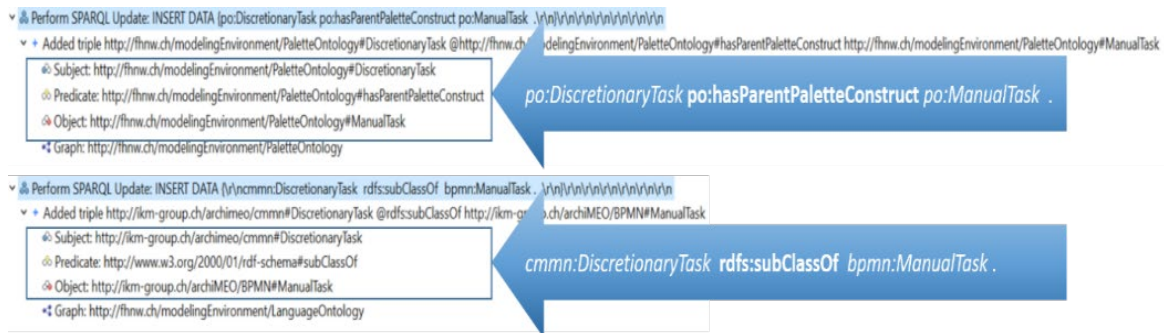 Perform SPARQL Update: INSERT DATA {po:DiscretionaryTask po:hasParentPaletteConstruct po:ManualTask .\r\n}\r\n\r\n\r\n\r\n\r\n\r\n
Added triple http://fhnw.ch/modelingEnvironment/PaletteOntology#DiscretionaryTask @http://fhnw.ch/modelingEnvironment/PaletteOntology#hasParentPaletteConstruct http://fhnw.ch/modelingEnvironment/PaletteOntology#ManualTask
Subject: http://fhnw.ch/modelingEnvironment/PaletteOntology#DiscretionaryTask
Predicate: http://fhnw.ch/modelingEnvironment/PaletteOntology#hasParentPaletteConstruct
po:DiscretionaryTask po:hasParentPaletteConstruct po:ManualTask .
Object: http://fhnw.ch/modelingEnvironment/PaletteOntology#ManualTask
Graph: http://fhnw.ch/modelingEnvironment/PaletteOntology
Perform SPARQL Update: INSERT DATA {\r\ncmmn:DiscretionaryTask rdfs:subClassOf bpmn:ManualTask . \r\n}\r\n\r\n\r\n\r\n\r\n\r\n\r\n
Added triple http://ikm-group.ch/archimeo/cmmn#DiscretionaryTask @rdfs:subClassOf http://ikm-group.ch/archiMEO/BPMN#ManualTask
Subject: http://ikm-group.ch/archimeo/cmmn#DiscretionaryTask
Predicate: http://www.w3.org/2000/01/rdf-schema#subClassOf
cmmn:DiscretionaryTask rdfs:subClassOf bpmn:ManualTask .
Object: http://ikm-group.ch/archiMEO/BPMN#ManualTask
Graph: http://fhnw.ch/modelingEnvironment/LanguageOntology